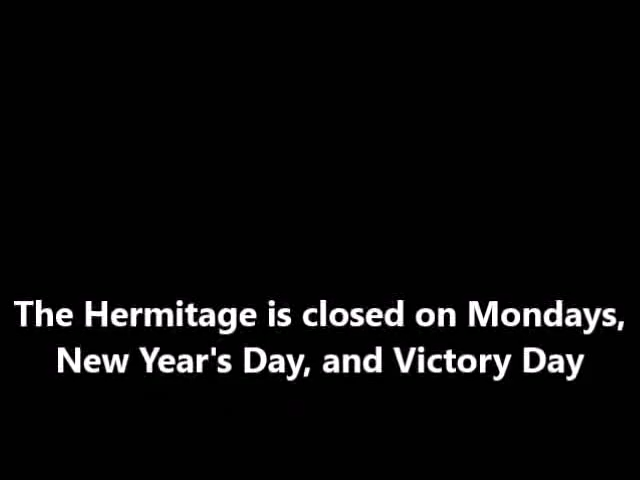 The Hermitage is closed on Mondays,
New Year's Day, and Victory Day